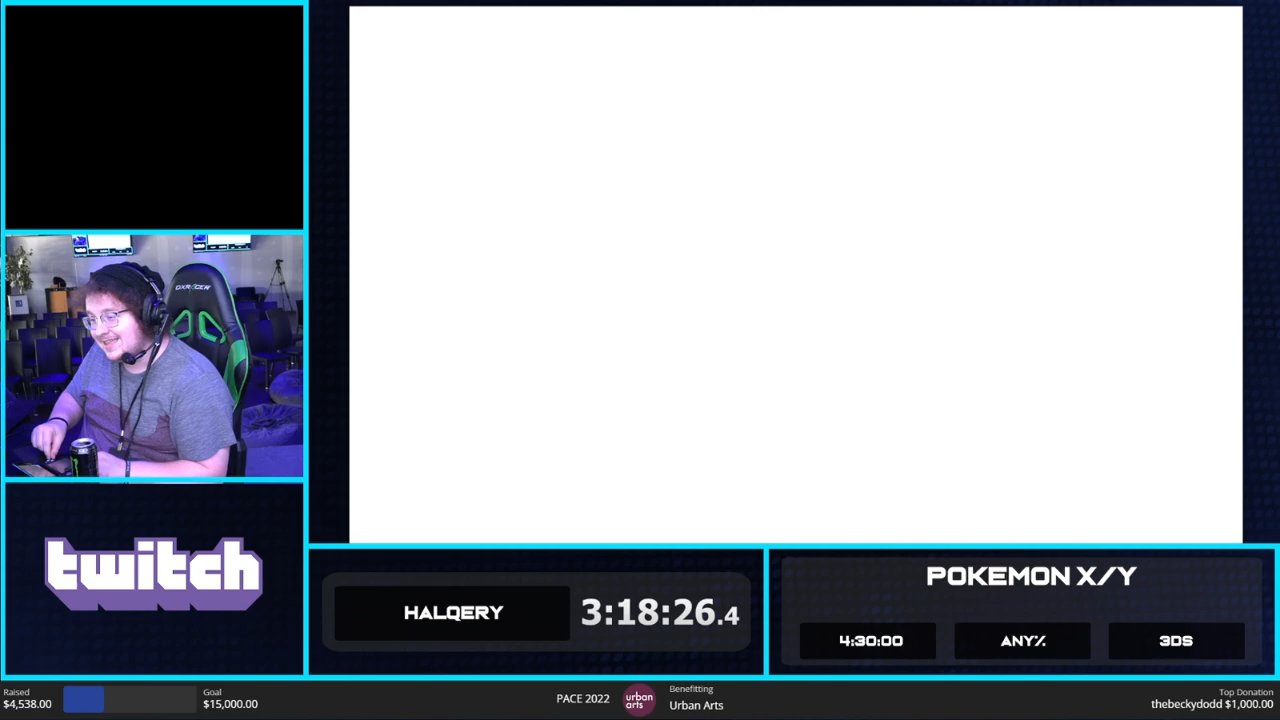 DXRACER
twitch
HALQERY
3:18:26.4
POKEMON X/Y
4:30:00
ANY%
3DS
Raised
$4,538.00
Goal
$15,000.00
PACE 2022
urban
arts
Benefitting
Urban Arts
Top Donation
thebeckydodd $1,000.00